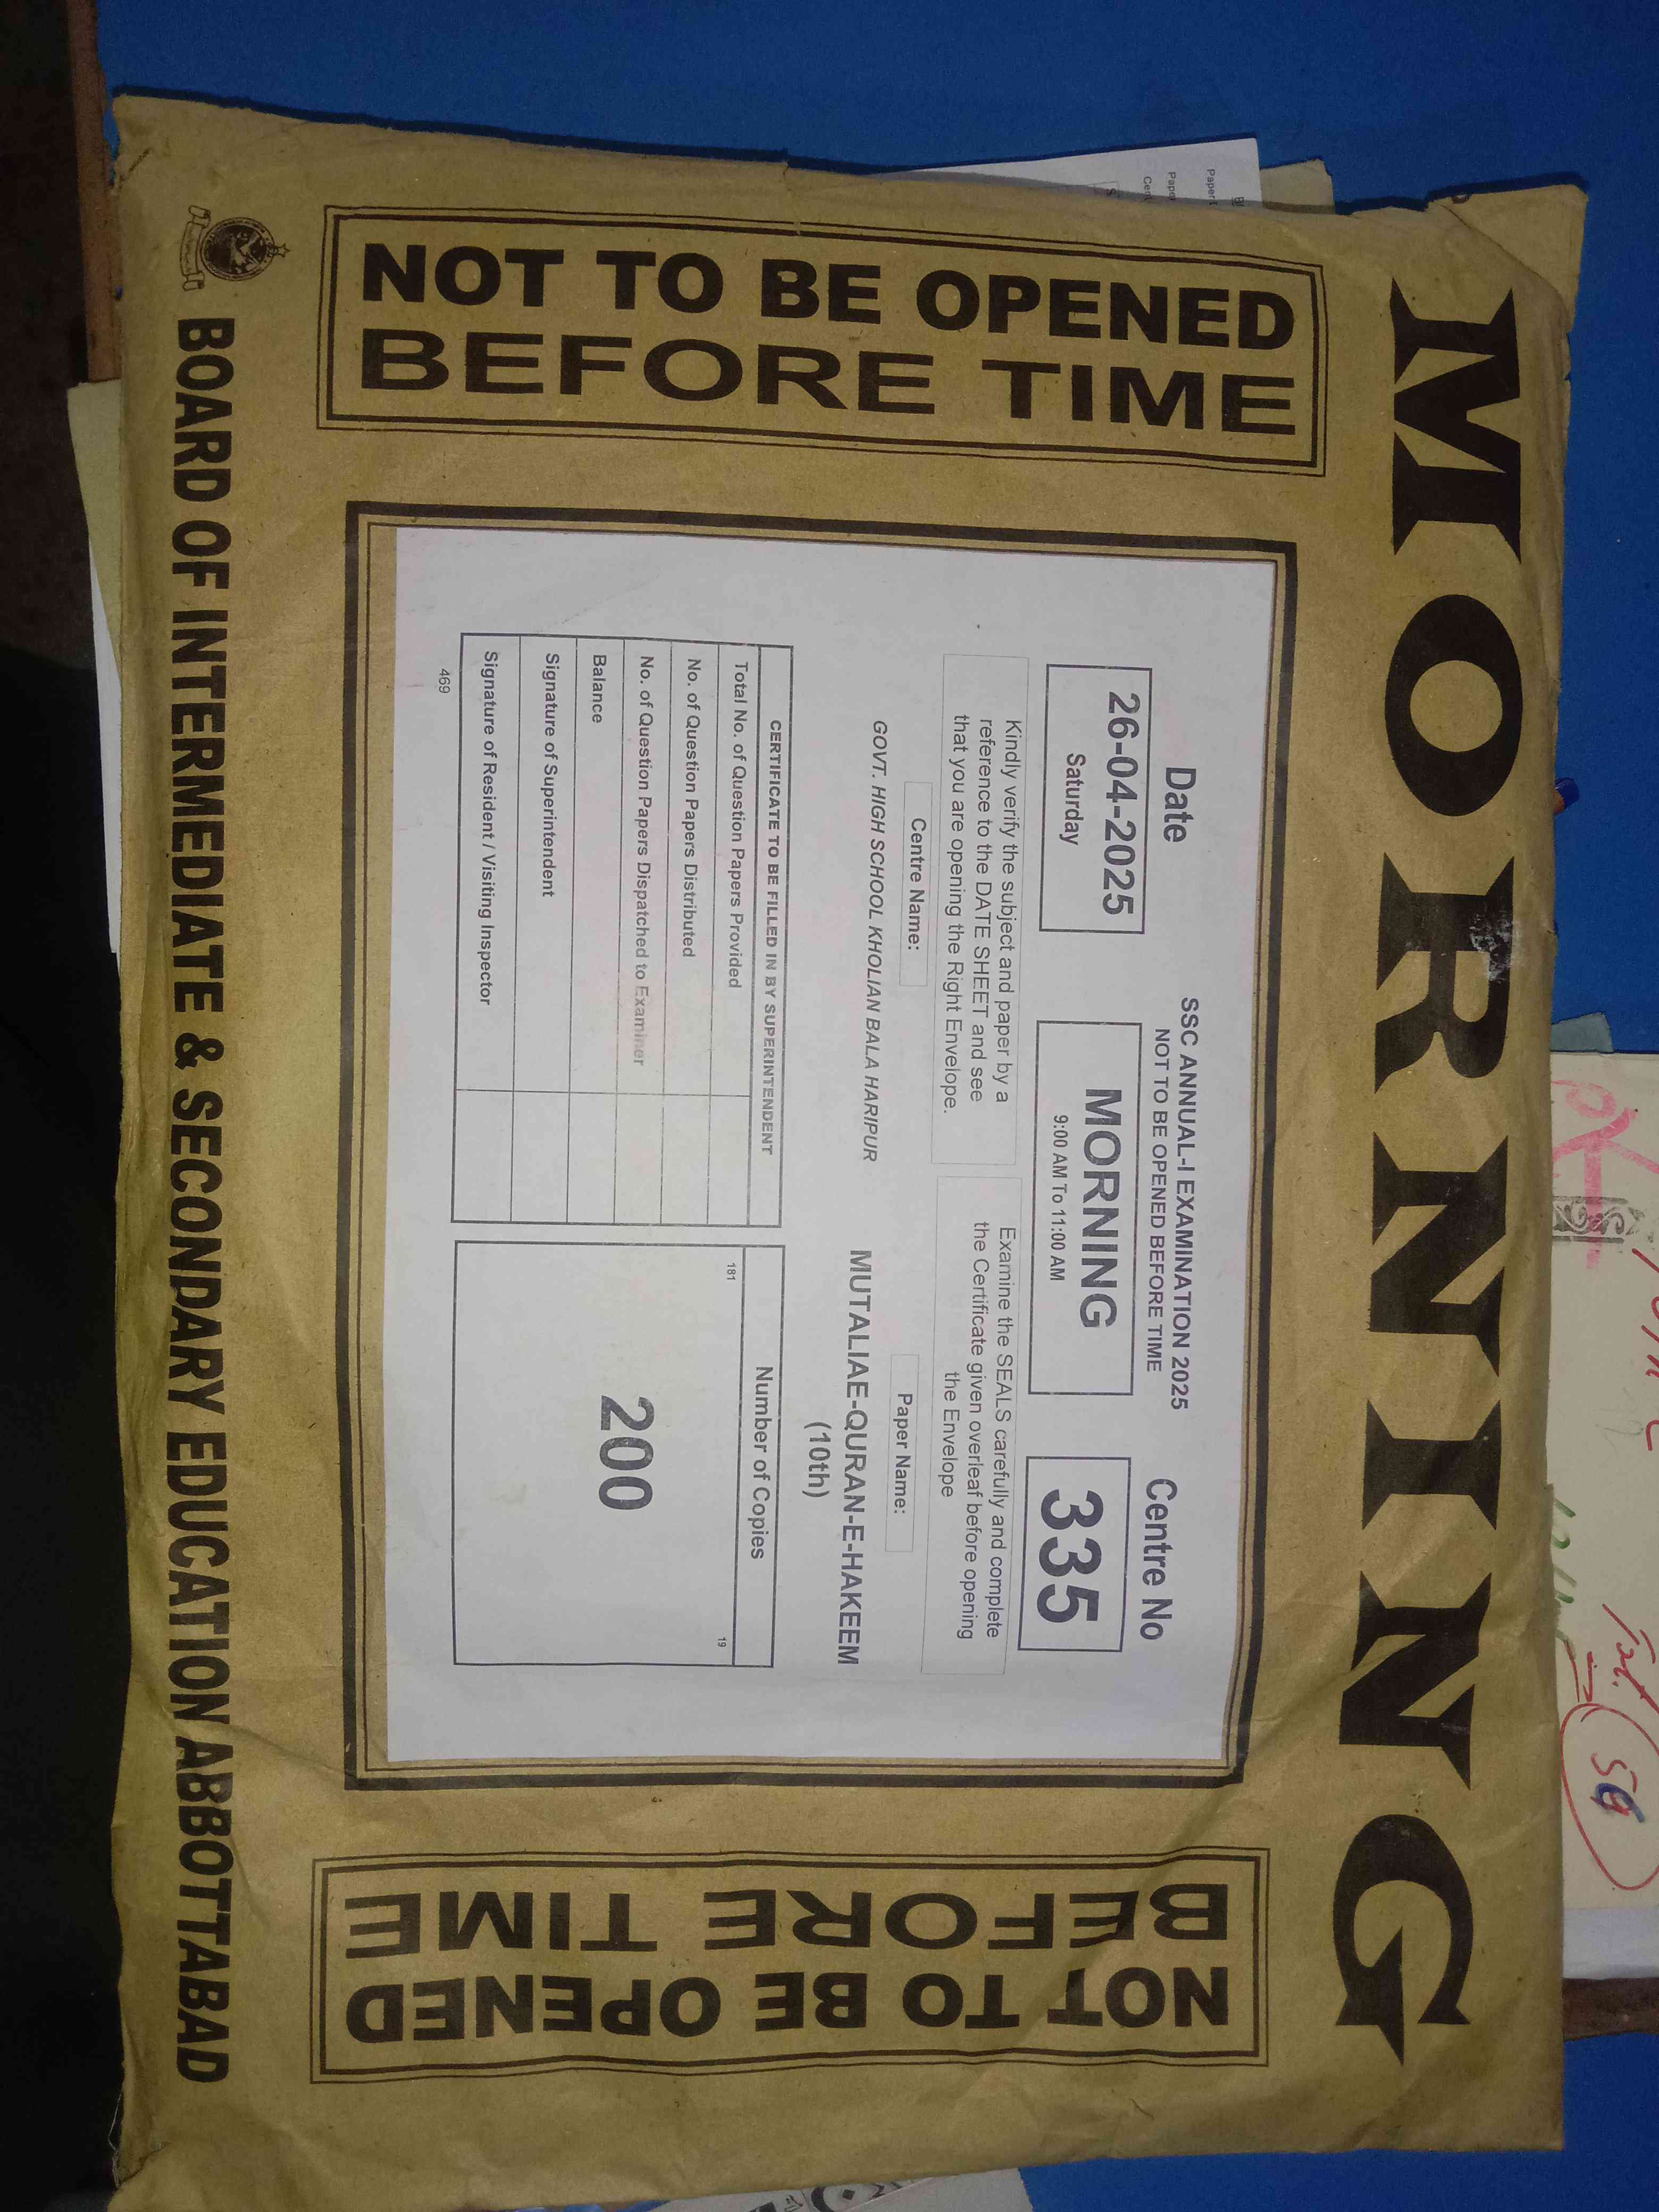 MORNING
NOT TO BE OPENED
BEFORE TIME
Date
26-04-2025
Saturday
SSC ANNUAL-I EXAMINATION 2025
NOT TO BE OPENED BEFORE TIME
MORNING
9:00 AM To 11:00 AM
Centre No
335
Kindly verify the subject and paper by a
reference to the DATE SHEET and see
that you are opening the Right Envelope.
Examine the SEALS carefully and complete
the Certificate given overleaf before opening
the Envelope
Centre Name:
GOVT. HIGH SCHOOL KHOLIAN BALA HARIPUR
Paper Name:
MUTALIAE-QURAN-E-HAKEEM
(10th)
CERTIFICATE TO BE FILLED IN BY SUPERINTENDENT
Total No. of Question Papers Provided
No. of Question Papers Distributed
No. of Question Papers Dispatched to Examiner
Balance
Signature of Superintendent
Signature of Resident / Visiting Inspector
469
Number of Copies
181
19
200
NOT TO BE OPENED
BEFORE TIME
BOARD OF INTERMEDIATE & SECONDARY EDUCATION ABBOTTABAD